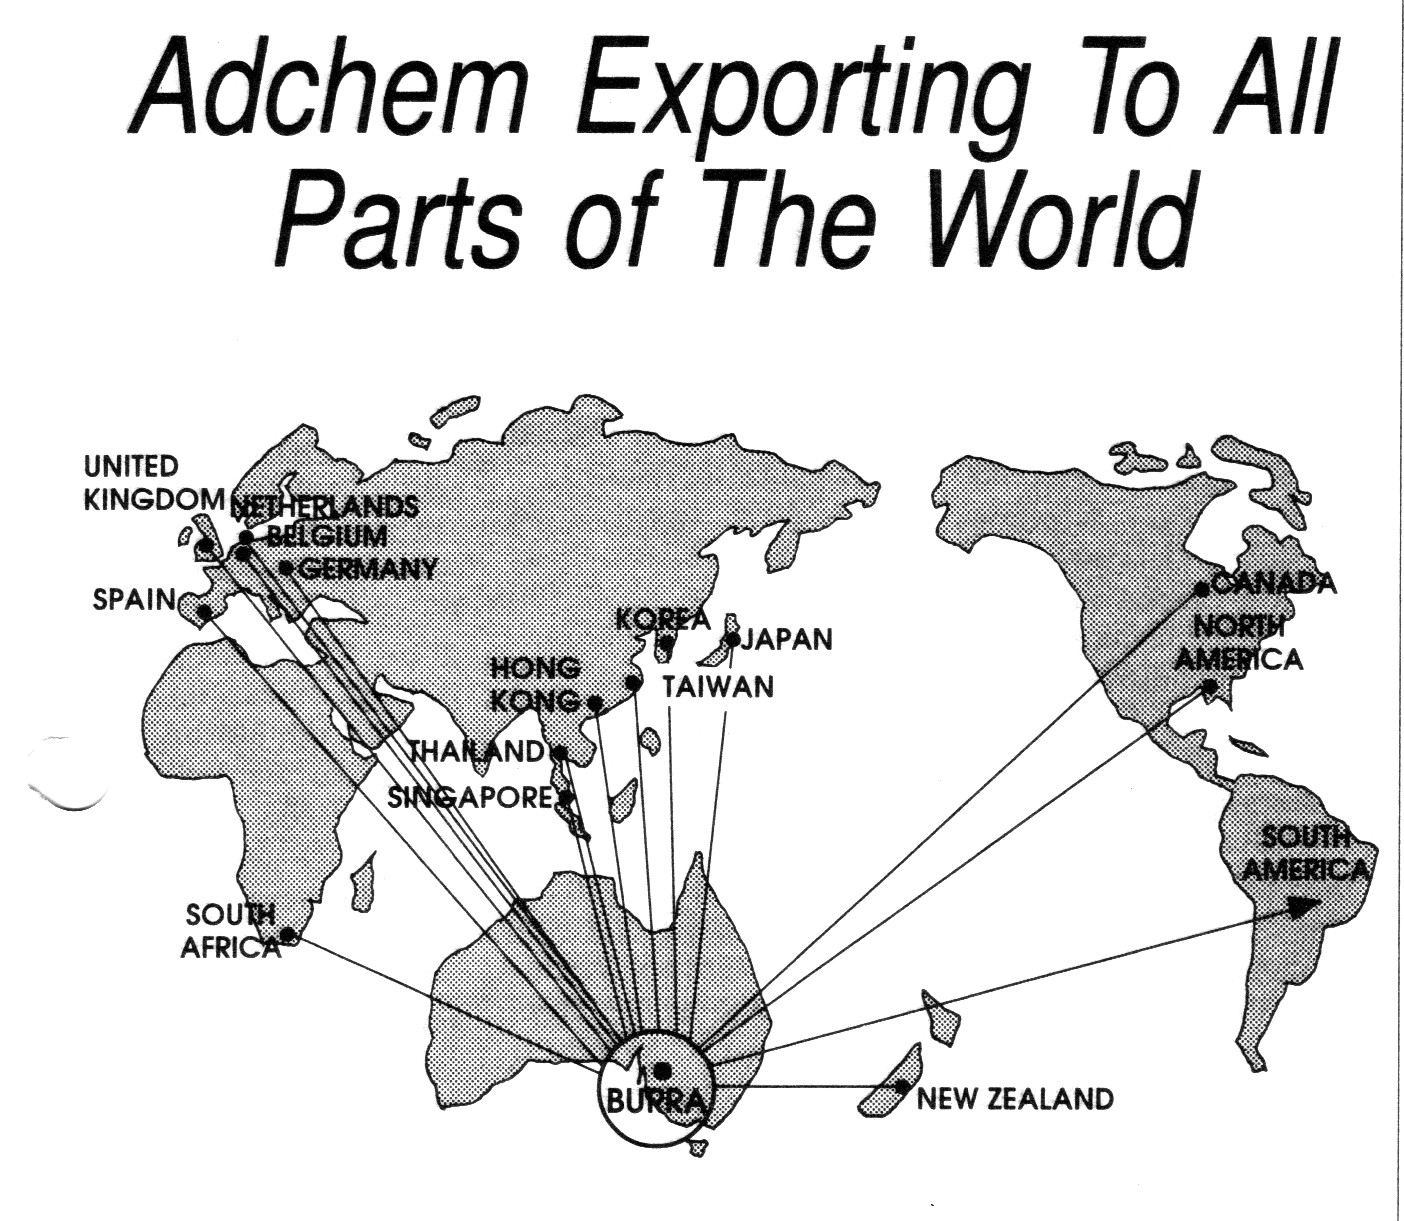 Adchem Exporting To All
Parts of The World
UNITED
KINGDOM
NETHERLANDS
BELGIUM
GERMANY
SPAIN
KOREA
JAPAN
HONG
KONG
TAIWAN
THAILAND
SINGAPORE
CANADA
NORTH
AMERICA
SOUTH
AMERICA
SOUTH
AFRICA
BURRA
NEW ZEALAND